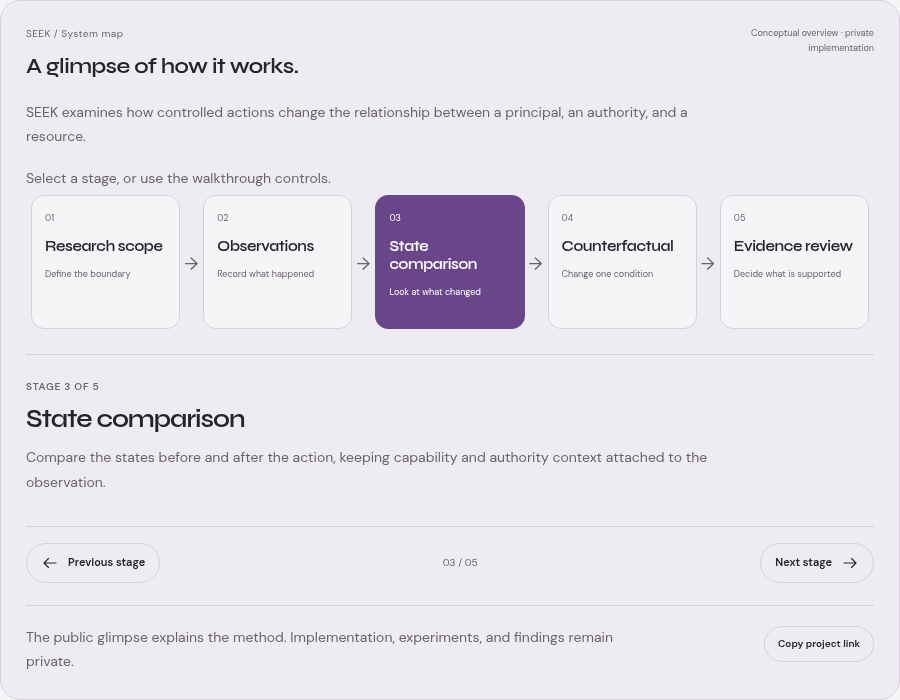 SEEK / System map
Conceptual overview · private
implementation
A glimpse of how it works.
SEEK examines how controlled actions change the relationship between a principal, an authority, and a
resource.
Select a stage, or use the walkthrough controls.
01
Research scope
Define the boundary
02
Observations
Record what happened
03
State
comparison
Look at what changed
04
Counterfactual
Change one condition
05
Evidence review
Decide what is supported
STAGE 3 OF 5
State comparison
Compare the states before and after the action, keeping capability and authority context attached to the
observation.
Previous stage
03 / 05
Next stage
The public glimpse explains the method. Implementation, experiments, and findings remain
private.
Copy project link